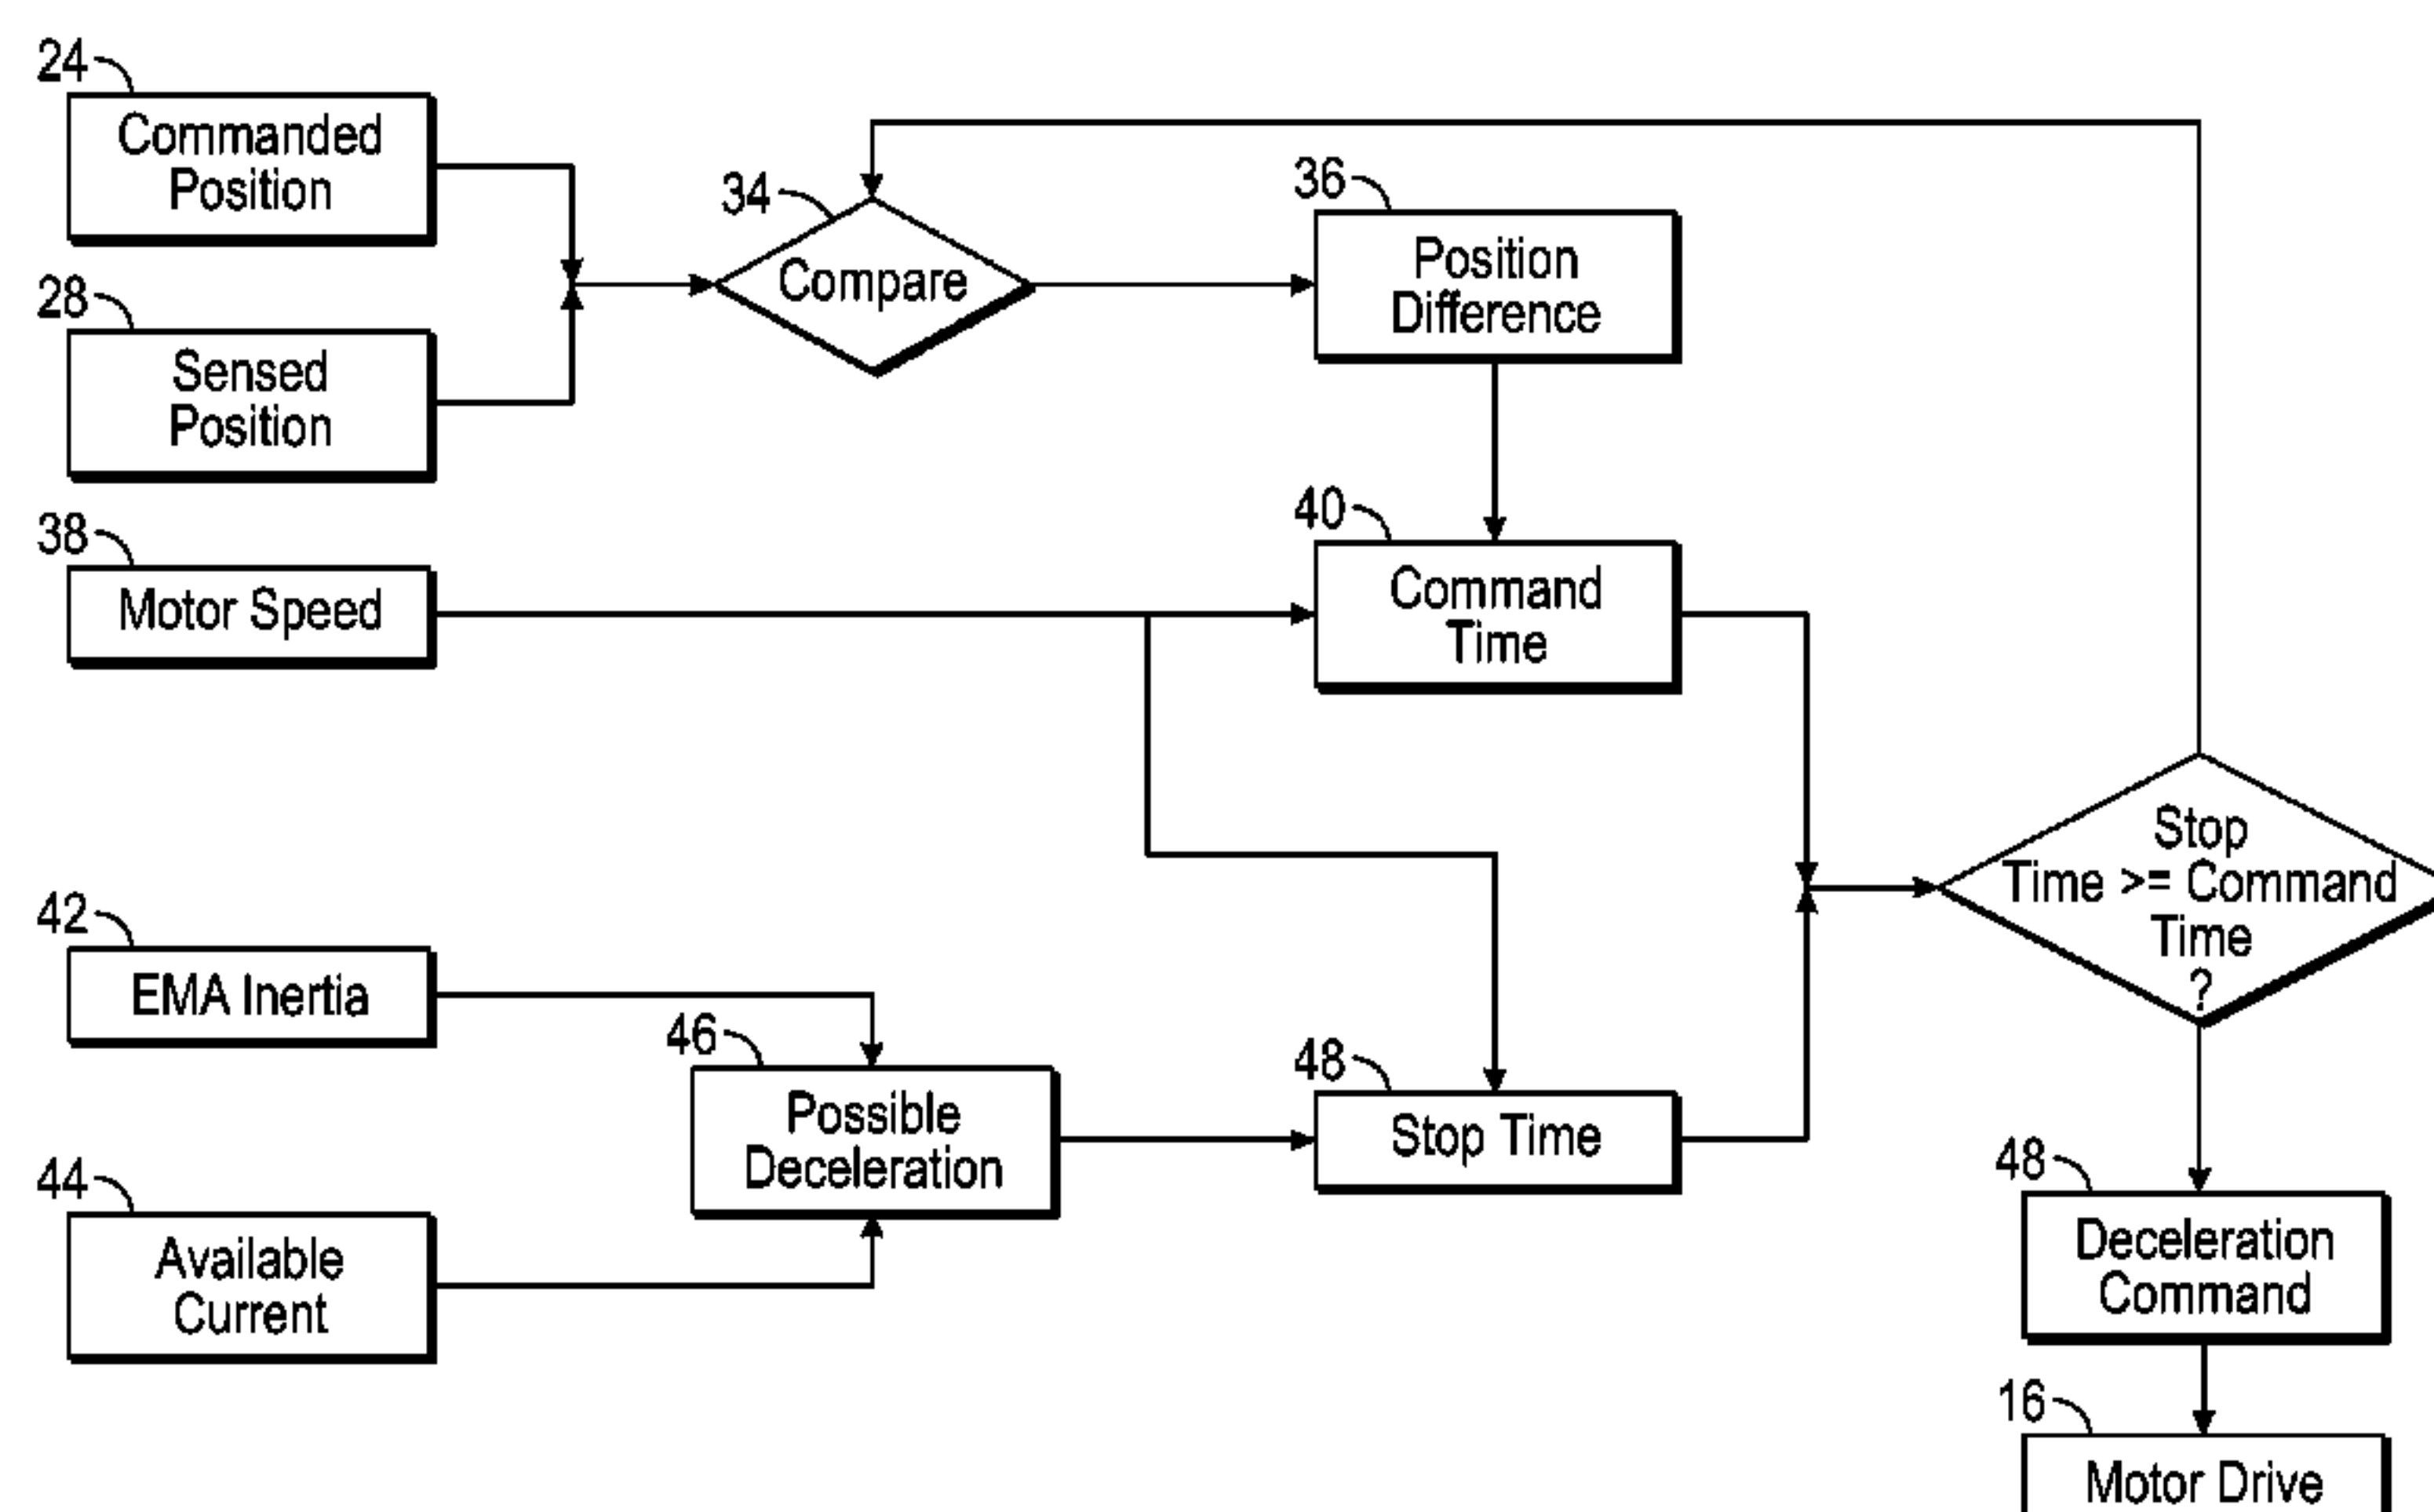 24
Commanded
Position
34
Compare
36
Position
Difference
28
Sensed
Position
38
Motor Speed
40
Command
Time
Stop
Time >= Command
Time
?
42
EMA Inertia
46
Possible
Deceleration
48
Stop Time
44
Available
Current
48
Deceleration
Command
16
Motor Drive